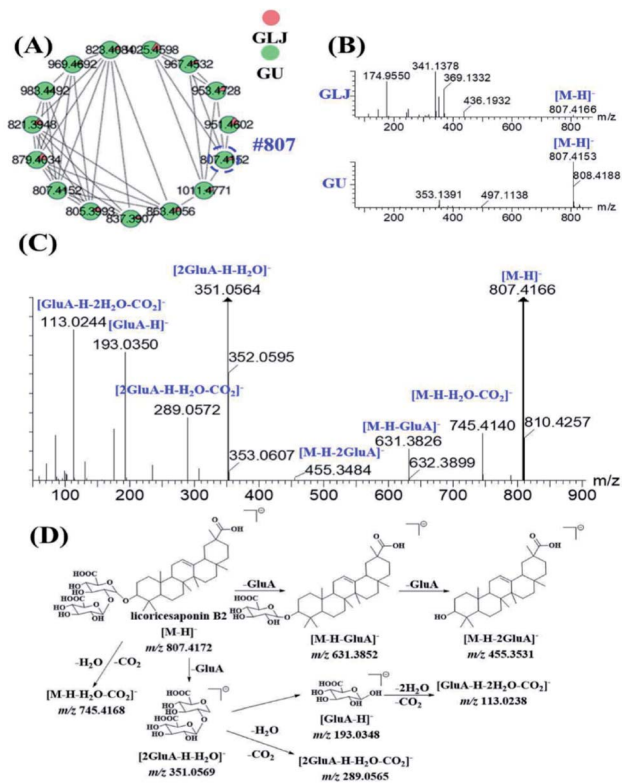 (A)
GLJ
GU
823.4084
1025.4598
969.4692
967.4532
983.4492
953.4728
821.3948
951.4602
879.4034
807.4152
#807
807.4152
1011.4771
805.3993
837.3907
853.4056
(B)
GLJ
174.9550
341.1378
369.1332
436.1932
[M-H]⁻
807.4166
200 400 600 800 m/z
GU
353.1391
497.1138
[M-H]⁻
807.4153
808.4188
200 400 600 800 m/z
(C)
[2GluA-H-H₂O]⁻
351.0564
[M-H]⁻
807.4166
[GluA-H-2H₂O-CO₂]⁻
113.0244
[GluA-H]⁻
193.0350
352.0595
[2GluA-H-H₂O-CO₂]⁻
289.0572
[M-H-H₂O-CO₂]⁻
745.4140
810.4257
[M-H-GluA]⁻
631.3826
353.0607
[M-H-2GluA]⁻
455.3484
632.3899
m/z
100 200 300 400 500 600 700 800 900
(D)
licoricesaponin B2
[M-H]⁻
m/z 807.4172
-GluA
[M-H-GluA]⁻
m/z 631.3852
-GluA
[M-H-2GluA]⁻
m/z 455.3531
-H₂O
-CO₂
[M-H-H₂O-CO₂]⁻
m/z 745.4168
-GluA
[2GluA-H-H₂O]⁻
m/z 351.0569
[GluA-H]⁻
m/z 193.0348
-2H₂O
-CO₂
[GluA-H-2H₂O-CO₂]⁻
m/z 113.0238
-H₂O
-CO₂
[2GluA-H-H₂O-CO₂]⁻
m/z 289.0565